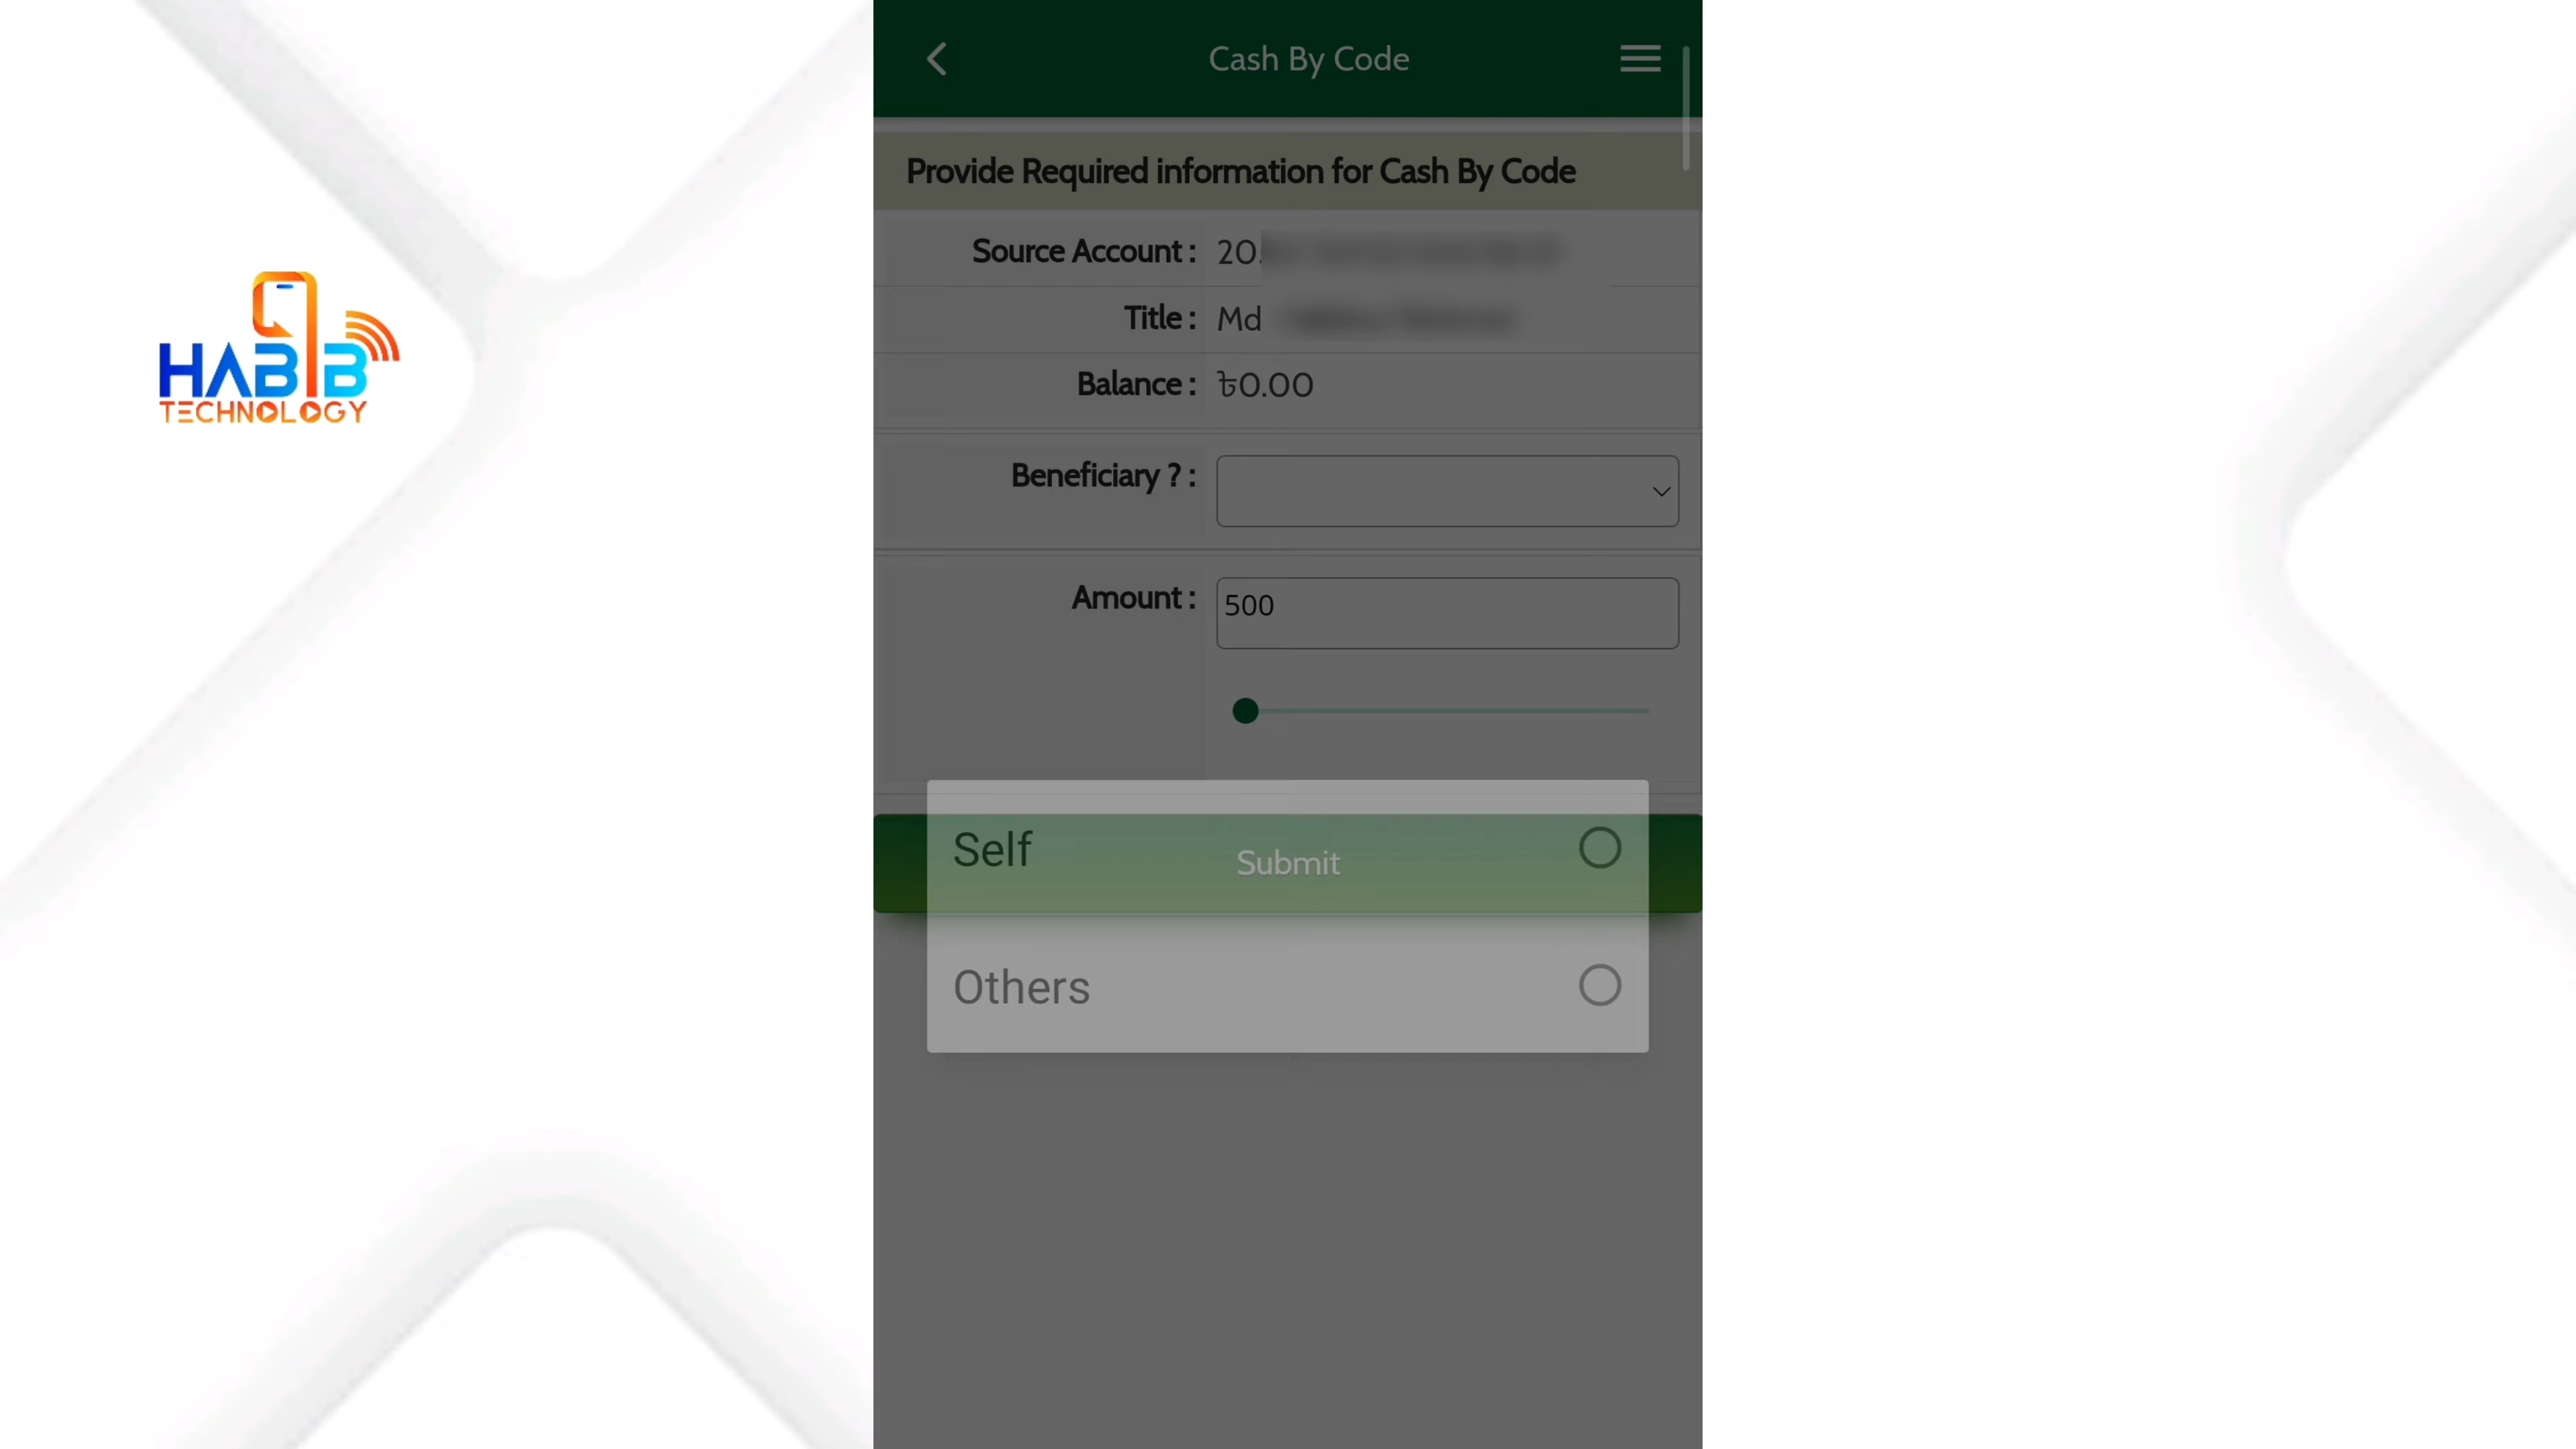 HABIB
TECHNOLOGY
Cash By Code
Provide Required information for Cash By Code
Source Account : 20
Title : Md
Balance : ৳0.00
Beneficiary ? :
Amount : 500
Self
Submit
Others